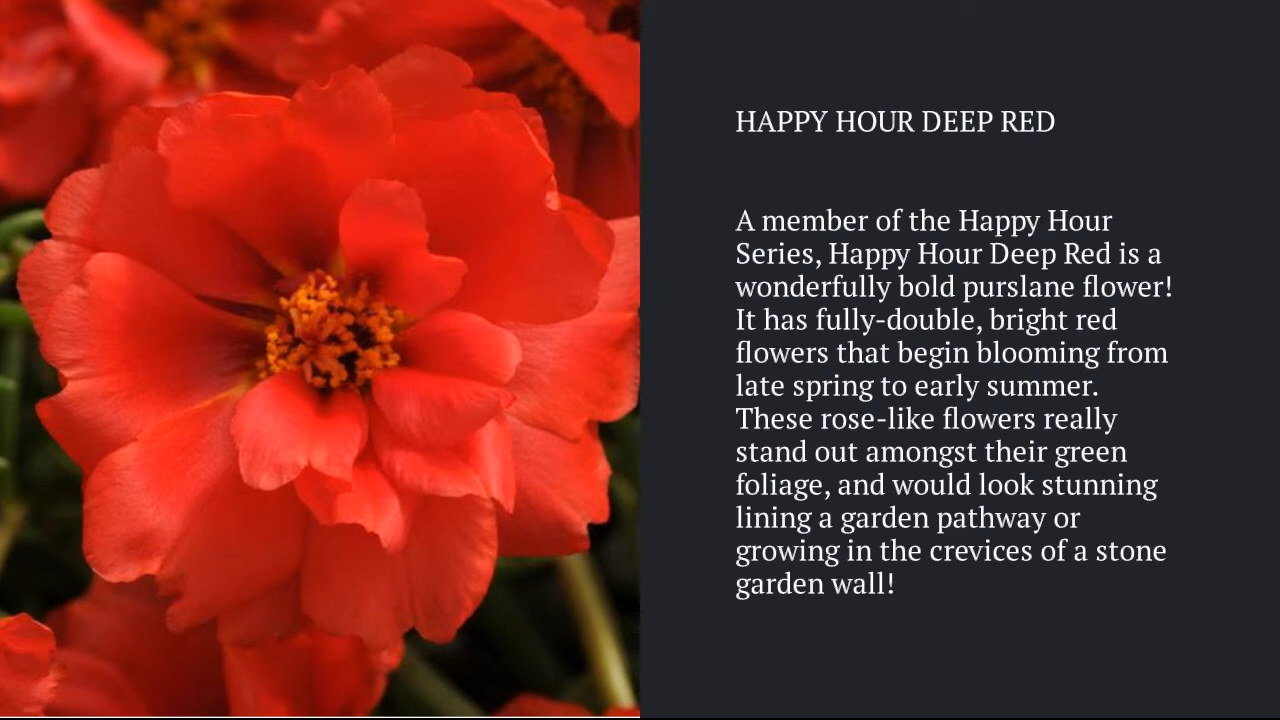 HAPPY HOUR DEEP RED
A member of the Happy Hour
Series, Happy Hour Deep Red is a
wonderfully bold purslane flower!
It has fully-double, bright red
flowers that begin blooming from
late spring to early summer.
These rose-like flowers really
stand out amongst their green
foliage, and would look stunning
lining a garden pathway or
growing in the crevices of a stone
garden wall!